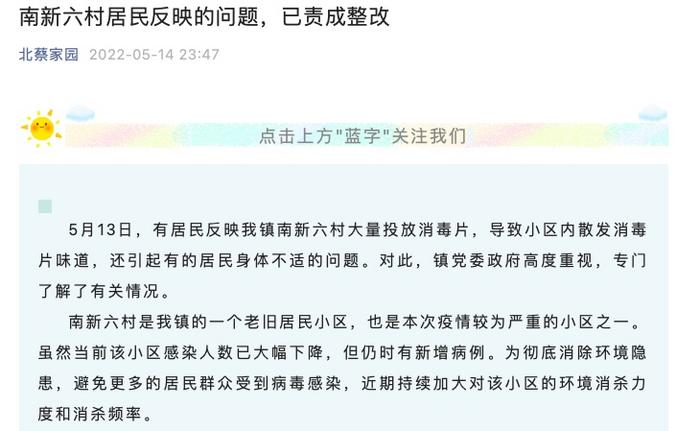 南新六村居民反映的问题，已责成整改
北蔡家园 2022-05-14 23:47
点击上方"蓝字"关注我们
5月13日，有居民反映我镇南新六村大量投放消毒片，导致小区内散发消毒
片味道，还引起有的居民身体不适的问题。对此，镇党委政府高度重视，专门
了解了有关情况。
南新六村是我镇的一个老旧居民小区，也是本次疫情较为严重的小区之一。
虽然当前该小区感染人数已大幅下降，但仍时有新增病例。为彻底消除环境隐
患，避免更多的居民群众受到病毒感染，近期持续加大对该小区的环境消杀力
度和消杀频率。